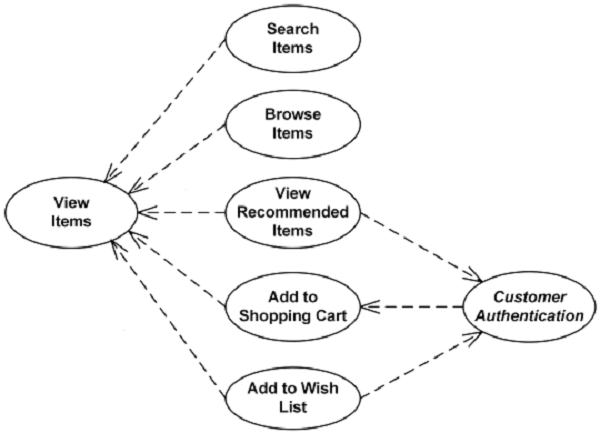 Search
Items
Browse
Items
View
Items
View
Recommended
Items
Add to
Shopping Cart
Customer
Authentication
Add to Wish
List